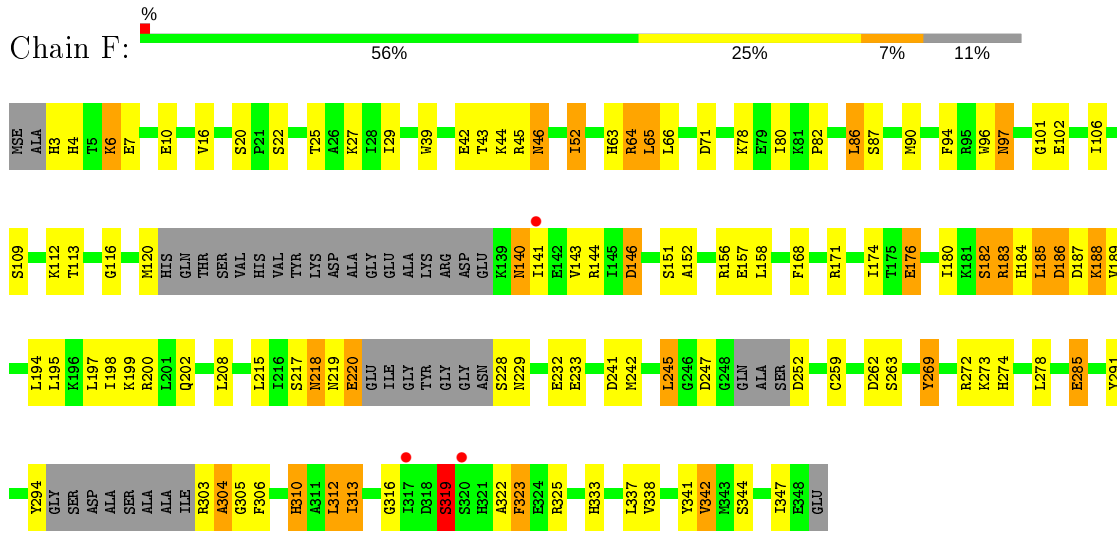 %
Chain F:
56% 25% 7% 11%
MSE ALA H3 H4 T5 K6 E7 E10 V16 S20 P21 S22 T25 A26 K27 I28 I29 W39 E42 T43 K44 R45 N46 I52 H63 R64 L65 L66 D71 K78 E79 I80 K81 P82 L86 S87 M90 F94 R95 W96 N97 G101 E102 I106
S109 K112 T113 G116 M120 HIS GLN THR SER VAL HIS VAL TYR LYS ASP ALA GLY GLU ALA LYS ARG ASP GLU K139 N140 I141 E142 V143 R144 I145 D146 S151 A152 R156 E157 L158 F168 R171 I174 T175 E176 I180 K181 S182 R183 H184 L185 D186 D187 K188 V189
L194 L195 K196 L197 I198 K199 R200 L201 Q202 L208 L215 I216 S217 N218 N219 E220 GLU ILE GLY TYR GLY GLY ASN S228 N229 E232 E233 D241 M242 L245 G246 D247 G248 GLN ALA SER D252 C259 D262 S263 Y269 R272 K273 H274 L278 E285 Y291
Y294 GLY SER ASP ALA SER ALA ALA ILE R303 A304 G305 F306 H310 A311 L312 I313 G316 I317 D318 S319 S320 H321 A322 F323 E324 R325 H333 L337 V338 Y341 V342 M343 S344 I347 E348 GLU